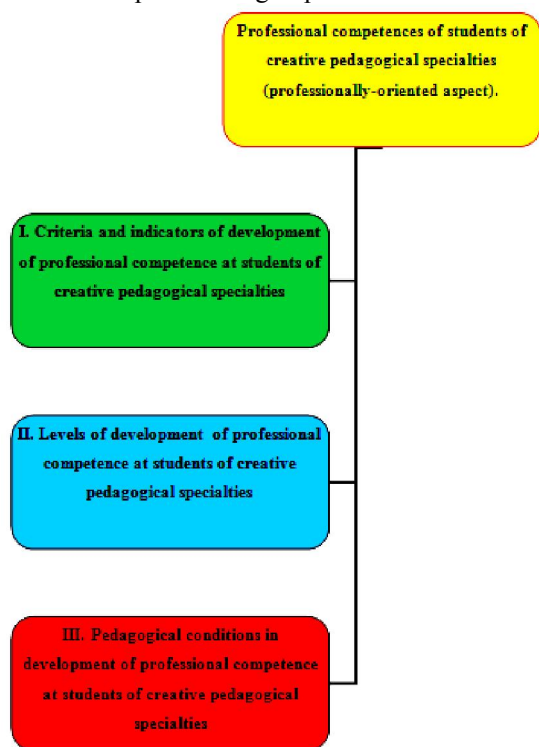 Professional competences of students of
creative pedagogical specialties
(professionally-oriented aspect).
I. Criteria and indicators of development
of professional competence at students of
creative pedagogical specialties
II. Levels of development of professional
competence at students of creative
pedagogical specialties
III. Pedagogical conditions in
development of professional competence
at students of creative pedagogical
specialties